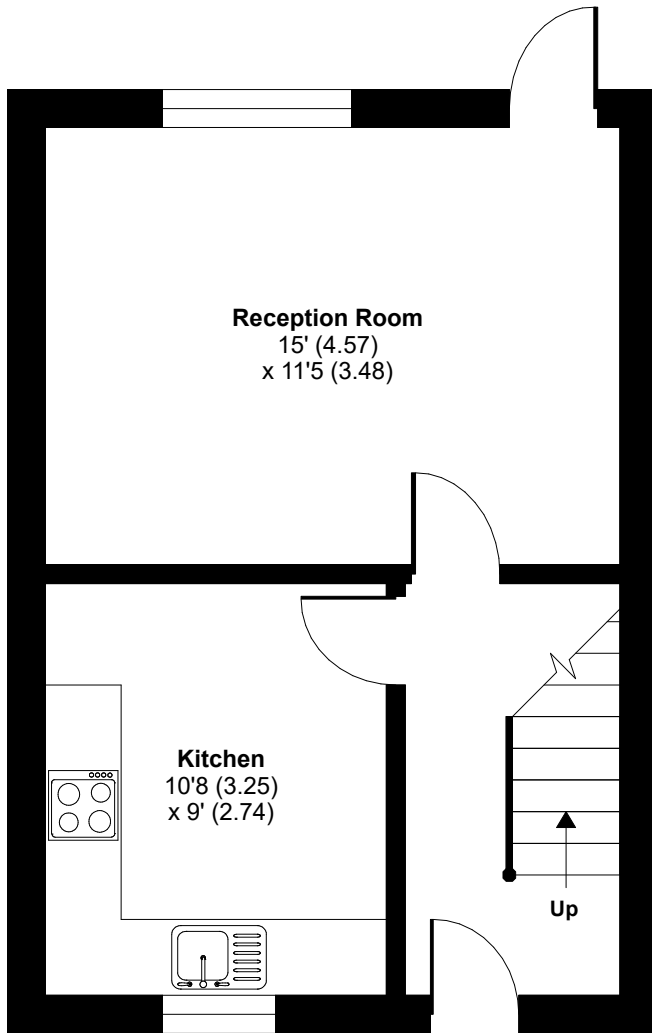 Reception Room
15' (4.57)
x 11'5 (3.48)
Kitchen
10'8 (3.25)
x 9' (2.74)
Up